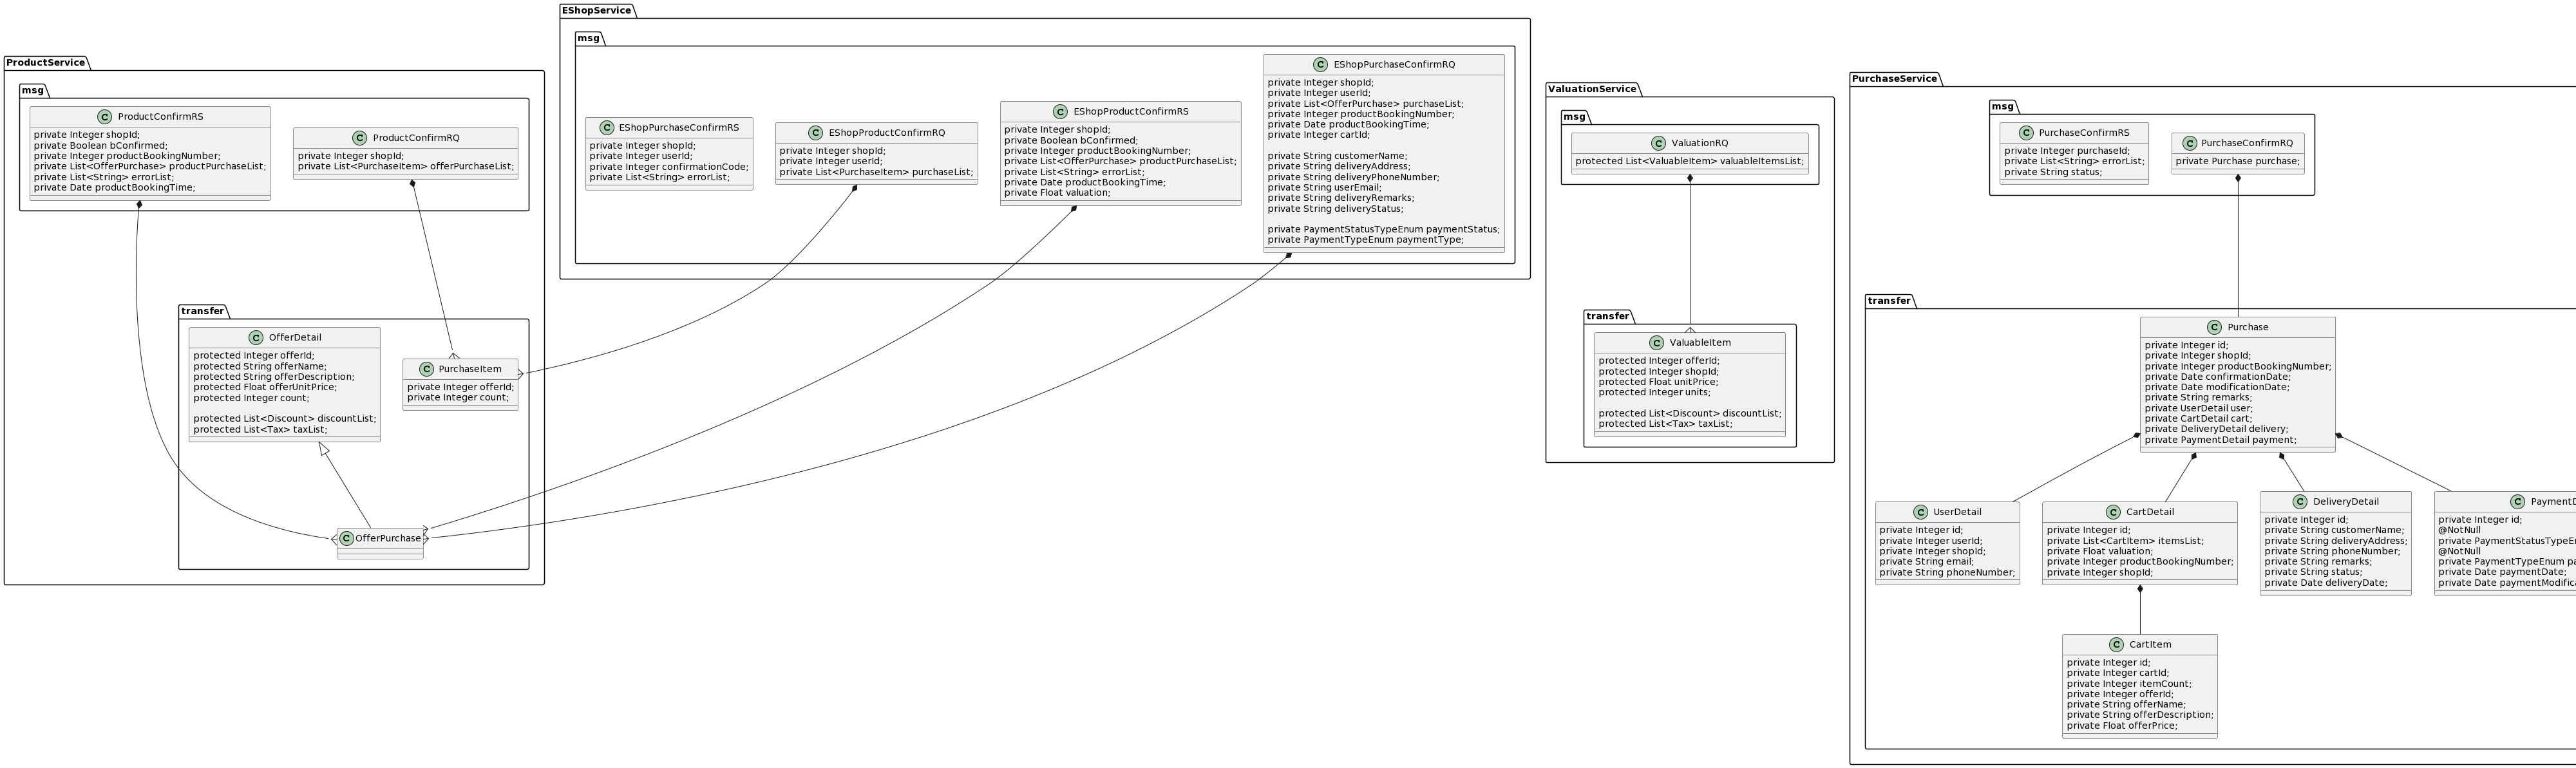 ProductService
msg
C ProductConfirmRS
private Integer shopId;
private Boolean bConfirmed;
private Integer productBookingNumber;
private List<OfferPurchase> productPurchaseList;
private List<String> errorList;
private Date productBookingTime;
C ProductConfirmRQ
private Integer shopId;
private List<PurchaseItem> offerPurchaseList;
transfer
C OfferDetail
protected Integer offerId;
protected String offerName;
protected String offerDescription;
protected Float offerUnitPrice;
protected Integer count;
protected List<Discount> discountList;
protected List<Tax> taxList;
C PurchaseItem
private Integer offerId;
private Integer count;
C OfferPurchase
EShopService
msg
C EShopPurchaseConfirmRS
private Integer shopId;
private Integer userId;
private Integer confirmationCode;
private List<String> errorList;
C EShopProductConfirmRQ
private Integer shopId;
private Integer userId;
private List<PurchaseItem> purchaseList;
C EShopProductConfirmRS
private Integer shopId;
private Boolean bConfirmed;
private Integer productBookingNumber;
private List<OfferPurchase> productPurchaseList;
private List<String> errorList;
private Date productBookingTime;
private Float valuation;
C EShopPurchaseConfirmRQ
private Integer shopId;
private Integer userId;
private List<OfferPurchase> purchaseList;
private Integer productBookingNumber;
private Date productBookingTime;
private Integer cartId;
private String customerName;
private String deliveryAddress;
private String deliveryPhoneNumber;
private String userEmail;
private String deliveryRemarks;
private String deliveryStatus;
private PaymentStatusTypeEnum paymentStatus;
private PaymentTypeEnum paymentType;
ValuationService
msg
C ValuationRQ
protected List<ValuableItem> valuableItemsList;
transfer
C ValuableItem
protected Integer offerId;
protected Integer shopId;
protected Float unitPrice;
protected Integer units;
protected List<Discount> discountList;
protected List<Tax> taxList;
PurchaseService
msg
C PurchaseConfirmRS
private Integer purchaseId;
private List<String> errorList;
private String status;
C PurchaseConfirmRQ
private Purchase purchase;
transfer
C Purchase
private Integer id;
private Integer shopId;
private Integer productBookingNumber;
private Date confirmationDate;
private Date modificationDate;
private String remarks;
private UserDetail user;
private CartDetail cart;
private DeliveryDetail delivery;
private PaymentDetail payment;
C UserDetail
private Integer id;
private Integer userId;
private Integer shopId;
private String email;
private String phoneNumber;
C CartDetail
private Integer id;
private List<CartItem> itemsList;
private Float valuation;
private Integer productBookingNumber;
private Integer shopId;
C DeliveryDetail
private Integer id;
private String customerName;
private String deliveryAddress;
private String phoneNumber;
private String remarks;
private String status;
private Date deliveryDate;
C PaymentD
private Integer id;
@NotNull
private PaymentStatusTypeE
@NotNull
private PaymentTypeEnum pa
private Date paymentDate;
private Date paymentModific
C CartItem
private Integer id;
private Integer cartId;
private Integer itemCount;
private Integer offerId;
private String offerName;
private String offerDescription;
private Float offerPrice;